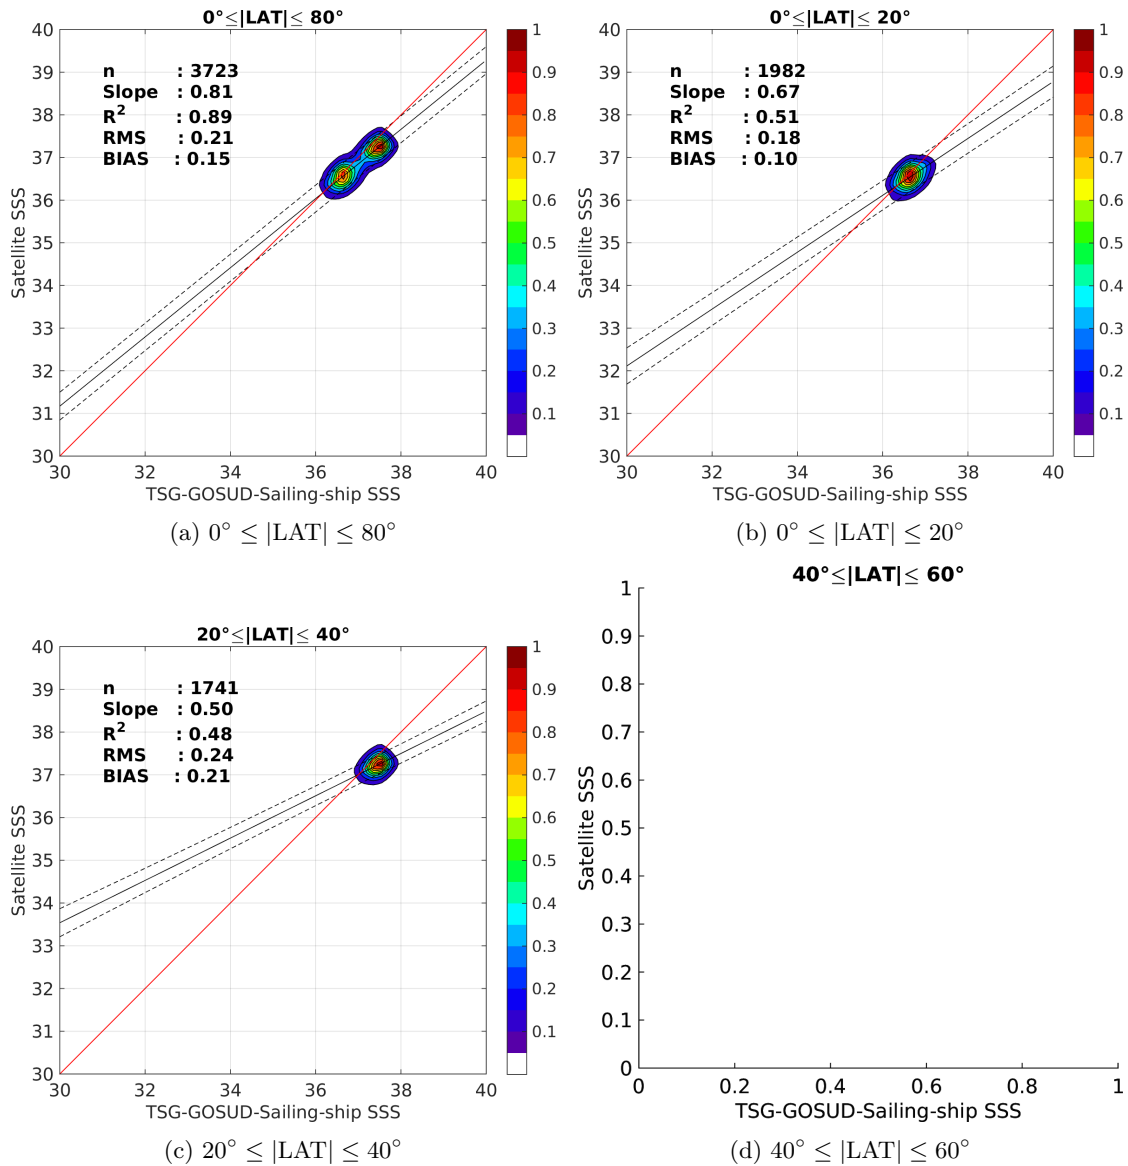 0°≤|LAT|≤ 80°
40
39
38
37
36
35
34
33
32
31
30
Satellite SSS
n : 3723
Slope : 0.81
R² : 0.89
RMS : 0.21
BIAS : 0.15
30 32 34 36 38 40
TSG-GOSUD-Sailing-ship SSS
1
0.9
0.8
0.7
0.6
0.5
0.4
0.3
0.2
0.1
(a) 0° ≤ |LAT| ≤ 80°
0°≤|LAT|≤ 20°
40
39
38
37
36
35
34
33
32
31
30
Satellite SSS
n : 1982
Slope : 0.67
R² : 0.51
RMS : 0.18
BIAS : 0.10
30 32 34 36 38 40
TSG-GOSUD-Sailing-ship SSS
1
0.9
0.8
0.7
0.6
0.5
0.4
0.3
0.2
0.1
(b) 0° ≤ |LAT| ≤ 20°
20°≤|LAT|≤ 40°
40
39
38
37
36
35
34
33
32
31
30
Satellite SSS
n : 1741
Slope : 0.50
R² : 0.48
RMS : 0.24
BIAS : 0.21
30 32 34 36 38 40
TSG-GOSUD-Sailing-ship SSS
1
0.9
0.8
0.7
0.6
0.5
0.4
0.3
0.2
0.1
(c) 20° ≤ |LAT| ≤ 40°
40°≤|LAT|≤ 60°
1
0.9
0.8
0.7
0.6
0.5
0.4
0.3
0.2
0.1
0
Satellite SSS
0 0.2 0.4 0.6 0.8 1
TSG-GOSUD-Sailing-ship SSS
(d) 40° ≤ |LAT| ≤ 60°